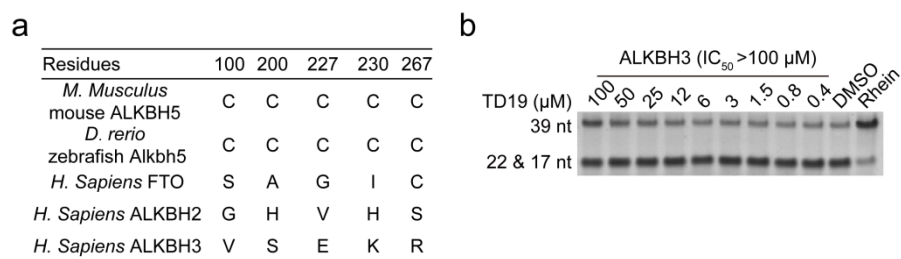 a
Residues 100 200 227 230 267
M. Musculus
mouse ALKBH5 C C C C C
D. rerio
zebrafish Alkbh5 C C C C C
H. Sapiens FTO S A G I C
H. Sapiens ALKBH2 G H V H S
H. Sapiens ALKBH3 V S E K R
b
ALKBH3 (IC50 >100 μM)
TD19 (μM) 100 50 25 12 6 3 1.5 0.8 0.4 DMSO Rhein
39 nt
22 & 17 nt